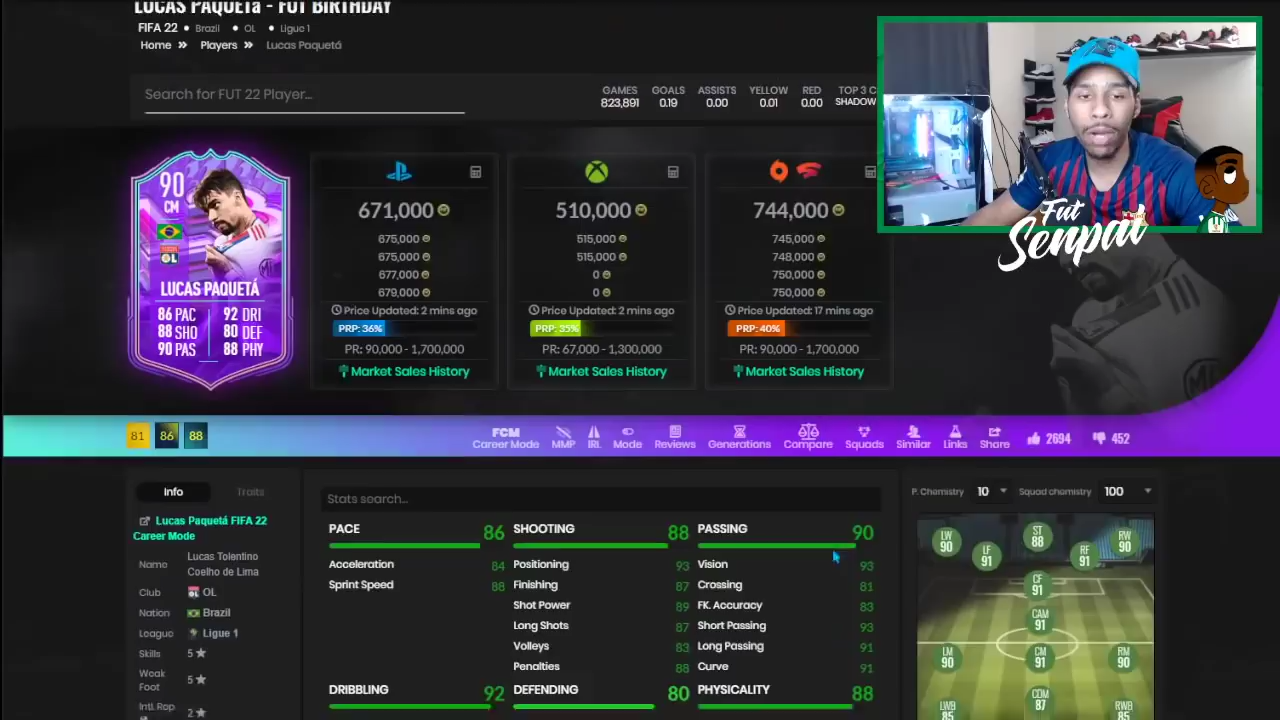 LUCAS PAQUETá - FUT BIRTHDAY
FIFA 22 • Brazil • OL • Ligue 1
Home » Players » Lucas Paquetá
Search for FUT 22 Player...
GAMES GOALS ASSISTS YELLOW RED TOP 3 C
823,891 0.19 0.00 0.01 0.00 SHADOW
90
CM
LUCAS PAQUETÁ
86 PAC 92 DRI
88 SHO 80 DEF
90 PAS 88 PHY
671,000
675,000
675,000
677,000
679,000
Price Updated: 2 mins ago
PRP: 36%
PR: 90,000 - 1,700,000
Market Sales History
510,000
515,000
515,000
0
0
Price Updated: 2 mins ago
PRP: 35%
PR: 67,000 - 1,300,000
Market Sales History
744,000
745,000
748,000
750,000
750,000
Price Updated: 17 mins ago
PRP: 40%
PR: 90,000 - 1,700,000
Market Sales History
Fut
Senpai
81 86 88
FCM
Career Mode MMP IRL Mode Reviews Generations Compare Squads Similar Links Share 2694 452
Info Traits
Lucas Paquetá FIFA 22
Career Mode
Name Lucas Tolentino
Coelho de Lima
Club OL
Nation Brazil
League Ligue 1
Skills 5
Weak
Foot 5
Intl. Rep 2
Stats search...
PACE 86
Acceleration 84
Sprint Speed 88
SHOOTING 88
Positioning 93
Finishing 87
Shot Power 89
Long Shots 87
Volleys 83
Penalties 88
PASSING 90
Vision 93
Crossing 81
FK. Accuracy 83
Short Passing 93
Long Passing 91
Curve 91
DRIBBLING 92
DEFENDING 80
PHYSICALITY 88
P. Chemistry 10 Squad chemistry 100
LW
90
LF
91
ST
88
RF
91
RW
90
CF
91
CAM
91
LM
90
CM
91
RM
90
LWB
85
CDM
87
RWB
85